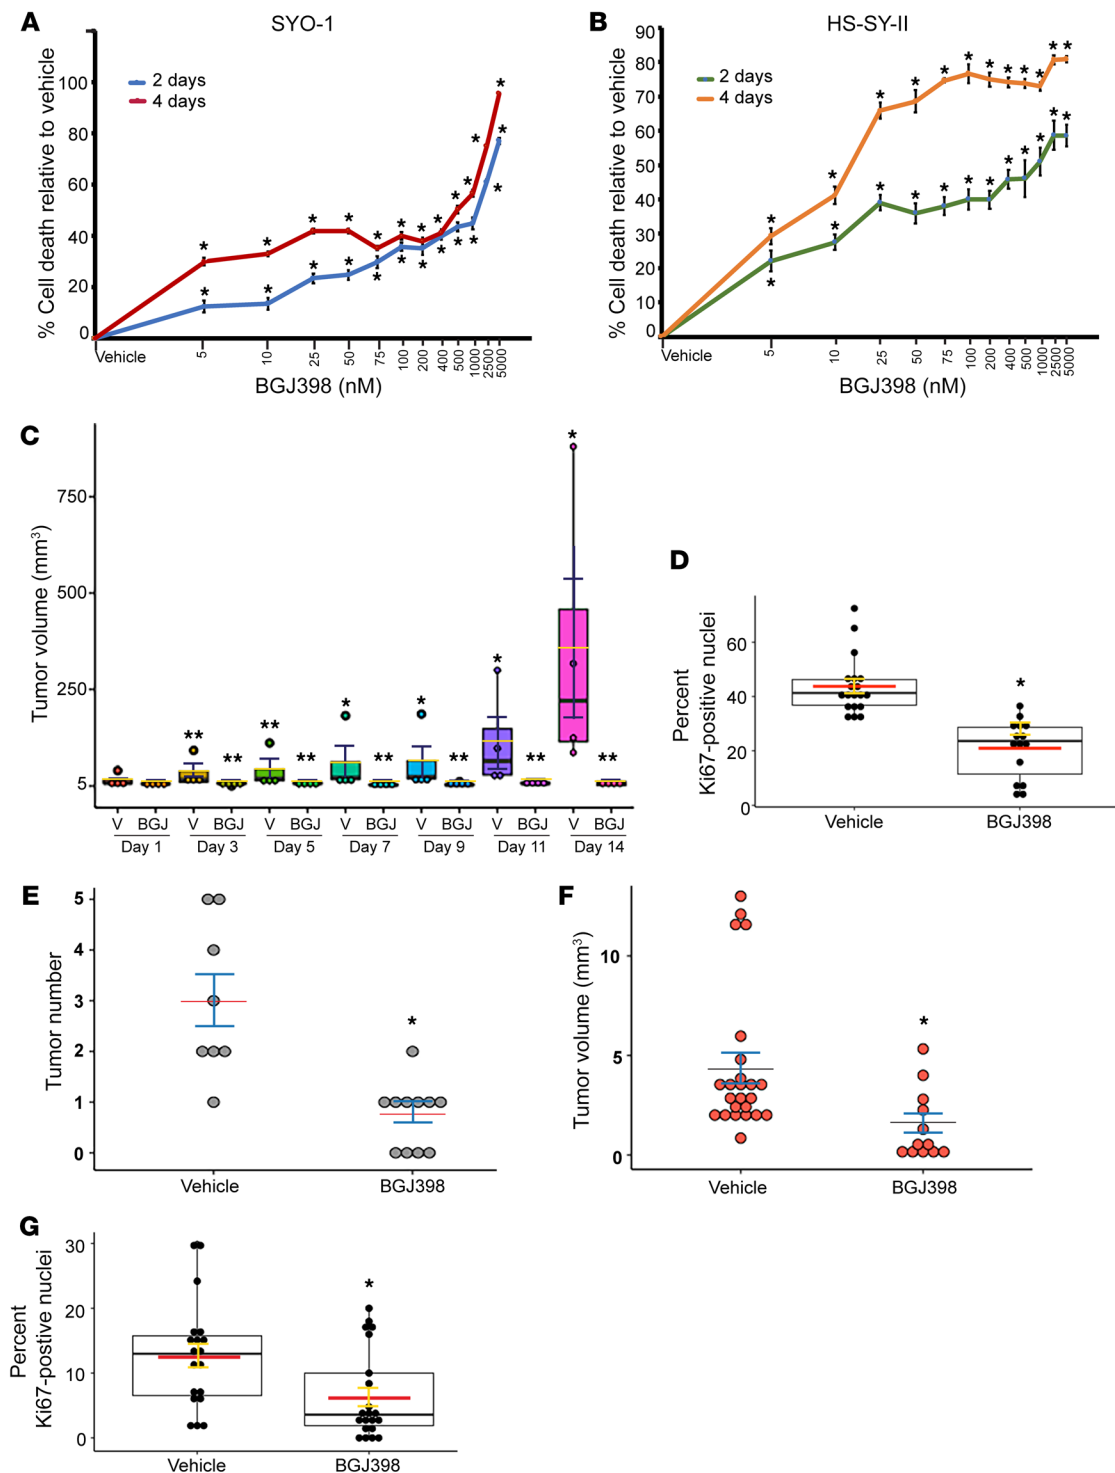 A
SYO-1
% Cell death relative to vehicle
100
80
60
40
20
0
2 days
4 days
* * * * * * * * * * * *
* * * * * * * * * * * *
Vehicle 5 10 25 50 75 100 200 400 500 1000 2500 5000
BGJ398 (nM)
B
HS-SY-II
% Cell death relative to vehicle
90
80
70
60
50
40
30
20
10
0
2 days
4 days
* * * * * * * * * * * *
* * * * * * * * * * * *
Vehicle 5 10 25 50 75 100 200 400 500 1000 2500 5000
BGJ398 (nM)
C
Tumor volume (mm³)
750
500
250
5
** ** ** ** * ** * ** * ** * **
V BGJ V BGJ V BGJ V BGJ V BGJ V BGJ V BGJ
Day 1 Day 3 Day 5 Day 7 Day 9 Day 11 Day 14
D
Percent
Ki67-positive nuclei
60
40
20
0
*
Vehicle BGJ398
E
Tumor number
5
4
3
2
1
0
*
Vehicle BGJ398
F
Tumor volume (mm³)
10
5
0
*
Vehicle BGJ398
G
Percent
Ki67-postive nuclei
30
20
10
0
*
Vehicle BGJ398